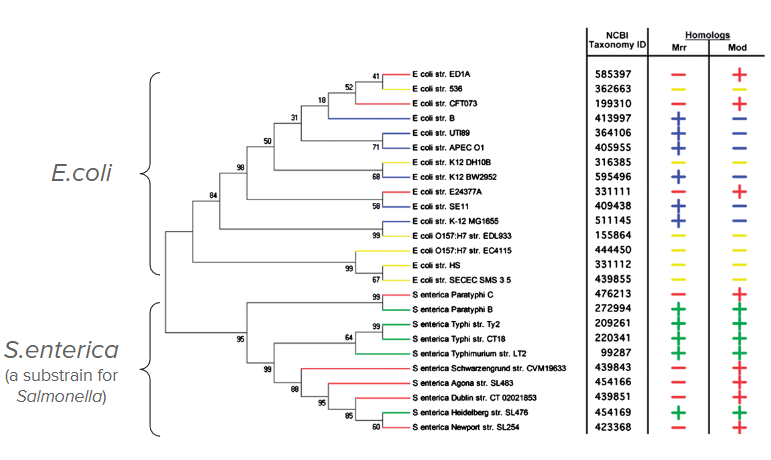 NCBI Taxonomy ID
Homologs
Mrr Mod
E.coli
S.enterica
(a substrain for
Salmonella)
E coli str. ED1A 585397 − +
E coli str. 536 362663 − −
E coli str. CFT073 199310 − +
E coli str. B 413997 + −
E coli str. UTI89 364106 + −
E coli str. APEC O1 405955 + −
E coli str. K12 DH10B 316385 − −
E coli str. K12 BW2952 595496 + −
E coli str. E24377A 331111 − +
E coli str. SE11 409438 + −
E coli str. K-12 MG1655 511145 + −
E coli O157:H7 str. EDL933 155864 − −
E coli O157:H7 str. EC4115 444450 − −
E coli str. HS 331112 − −
E coli str. SECEC SMS 3 5 439855 − −
S enterica Paratyphi C 476213 − +
S enterica Paratyphi B 272994 + +
S enterica Typhi str. Ty2 209261 + +
S enterica Typhi str. CT18 220341 + +
S enterica Typhimurium str. LT2 99287 + +
S enterica Schwarzengrund str. CVM19633 439843 − +
S enterica Agona str. SL483 454166 − +
S enterica Dublin str. CT 02021853 439851 − +
S enterica Heidelberg str. SL476 454169 + +
S enterica Newport str. SL254 423368 − +
41
52
18
31
71
50
98
68
84
58
99
99
67
99
95
99
64
99
88
95
85
60